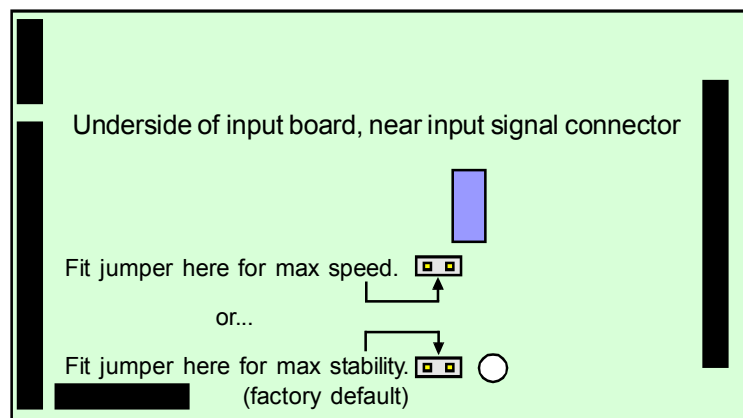 Underside of input board, near input signal connector
Fit jumper here for max speed.
or...
Fit jumper here for max stability.
(factory default)